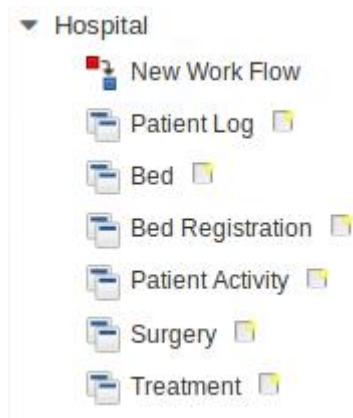 Hospital
New Work Flow
Patient Log
Bed
Bed Registration
Patient Activity
Surgery
Treatment